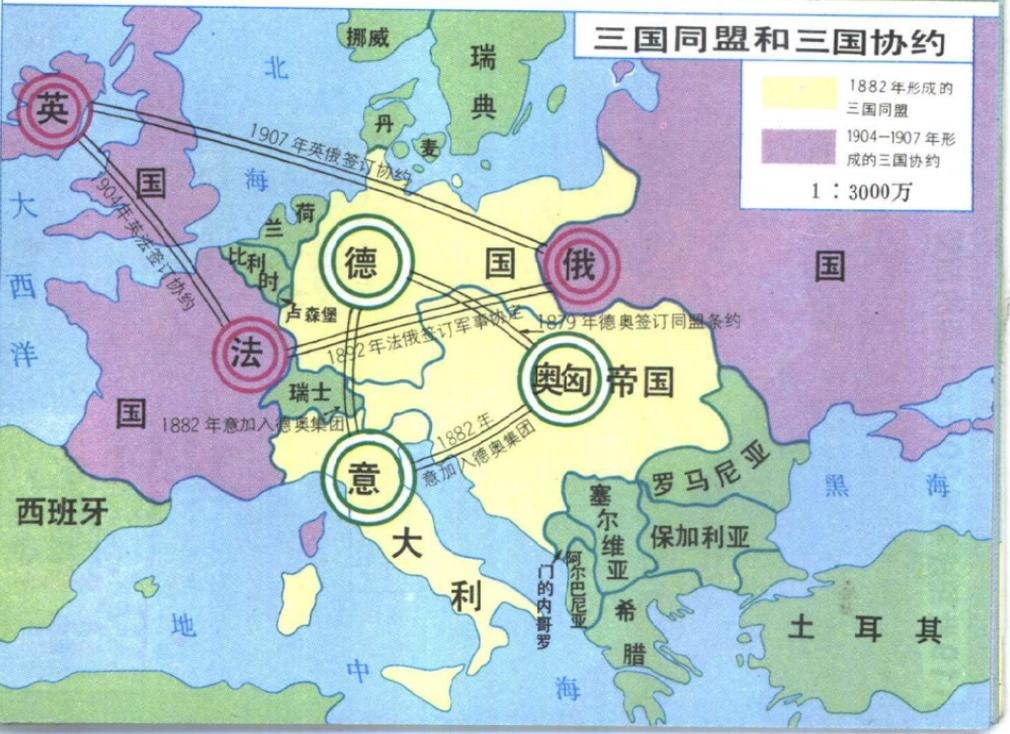 三国同盟和三国协约
1882年形成的
三国同盟
1904—1907年形
成的三国协约
1：3000万
挪威
瑞
典
北
海
丹
麦
英
国
1907年英俄签订协约
1904年英法签订协约
大
西
洋
荷
兰
比利
时
卢森堡
德
国
俄
国
1892年法俄签订军事协定
1879年德奥签订同盟条约
法
国
瑞士
奥匈
帝国
1882年意加入德奥集团
1882年
意加入德奥集团
意
大
利
西班牙
罗马尼亚
塞
尔
维
亚
保加利亚
黑
海
门的内哥罗
阿尔巴尼亚
希
腊
土耳其
地
中
海